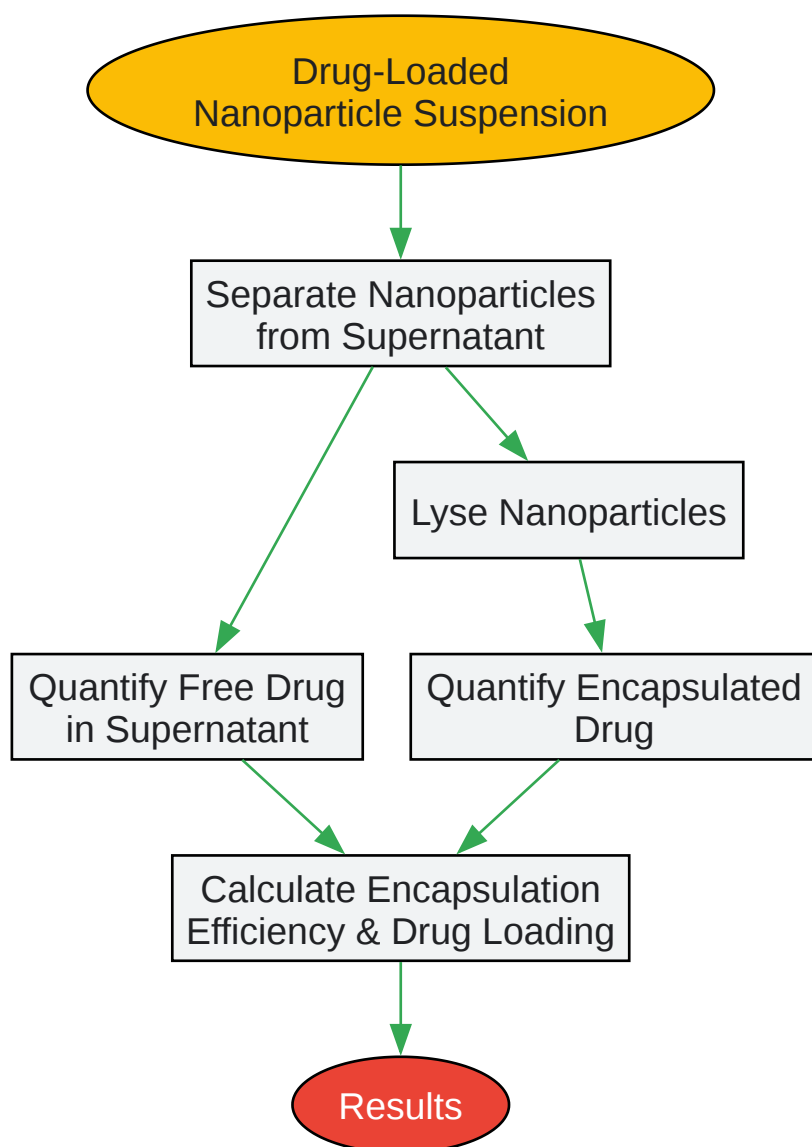 Drug-Loaded
Nanoparticle Suspension
Separate Nanoparticles
from Supernatant
Lyse Nanoparticles
Quantify Free Drug
in Supernatant
Quantify Encapsulated
Drug
Calculate Encapsulation
Efficiency & Drug Loading
Results